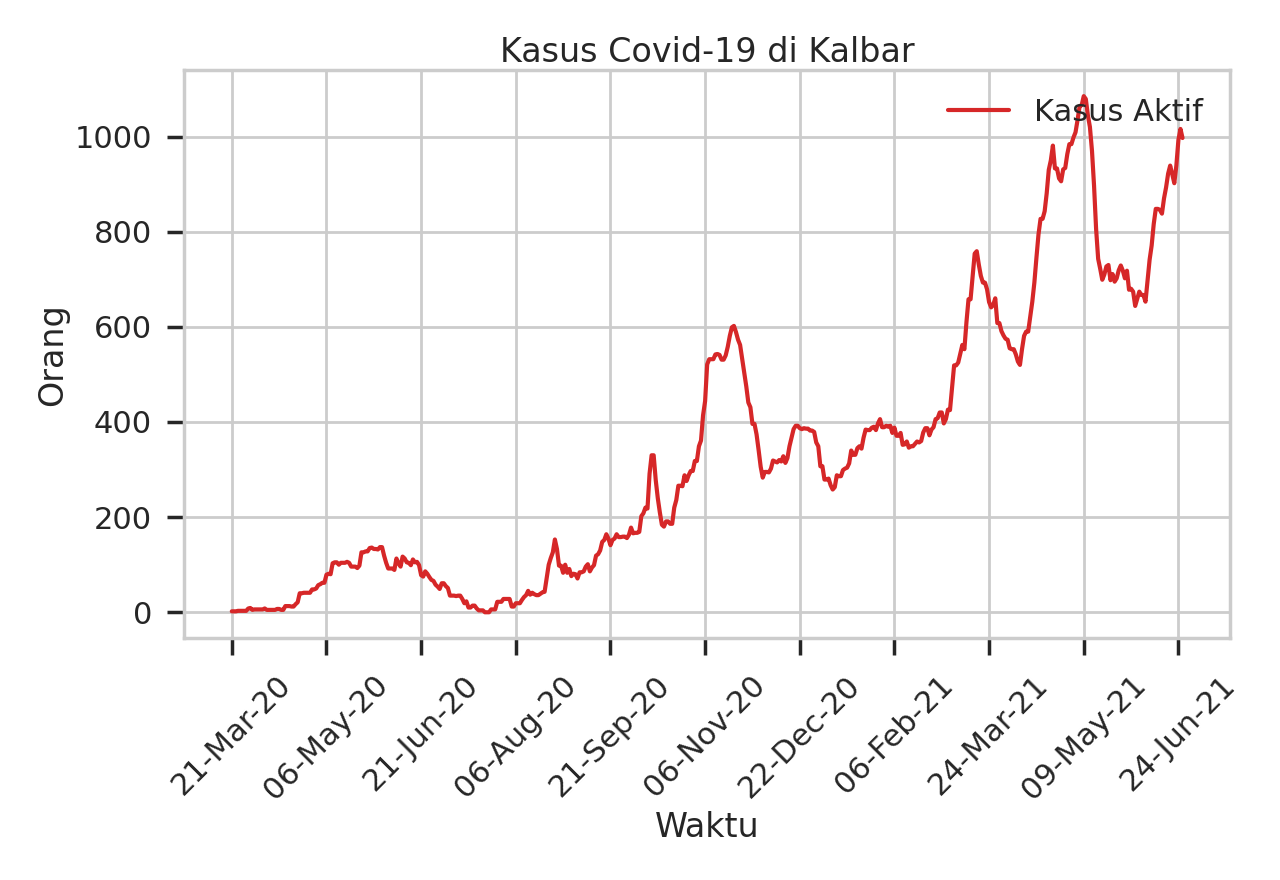 Kasus Covid-19 di Kalbar
Kasus Aktif
1000
800
600
400
200
0
Orang
21-Mar-20
06-May-20
21-Jun-20
06-Aug-20
21-Sep-20
06-Nov-20
22-Dec-20
06-Feb-21
24-Mar-21
09-May-21
24-Jun-21
Waktu